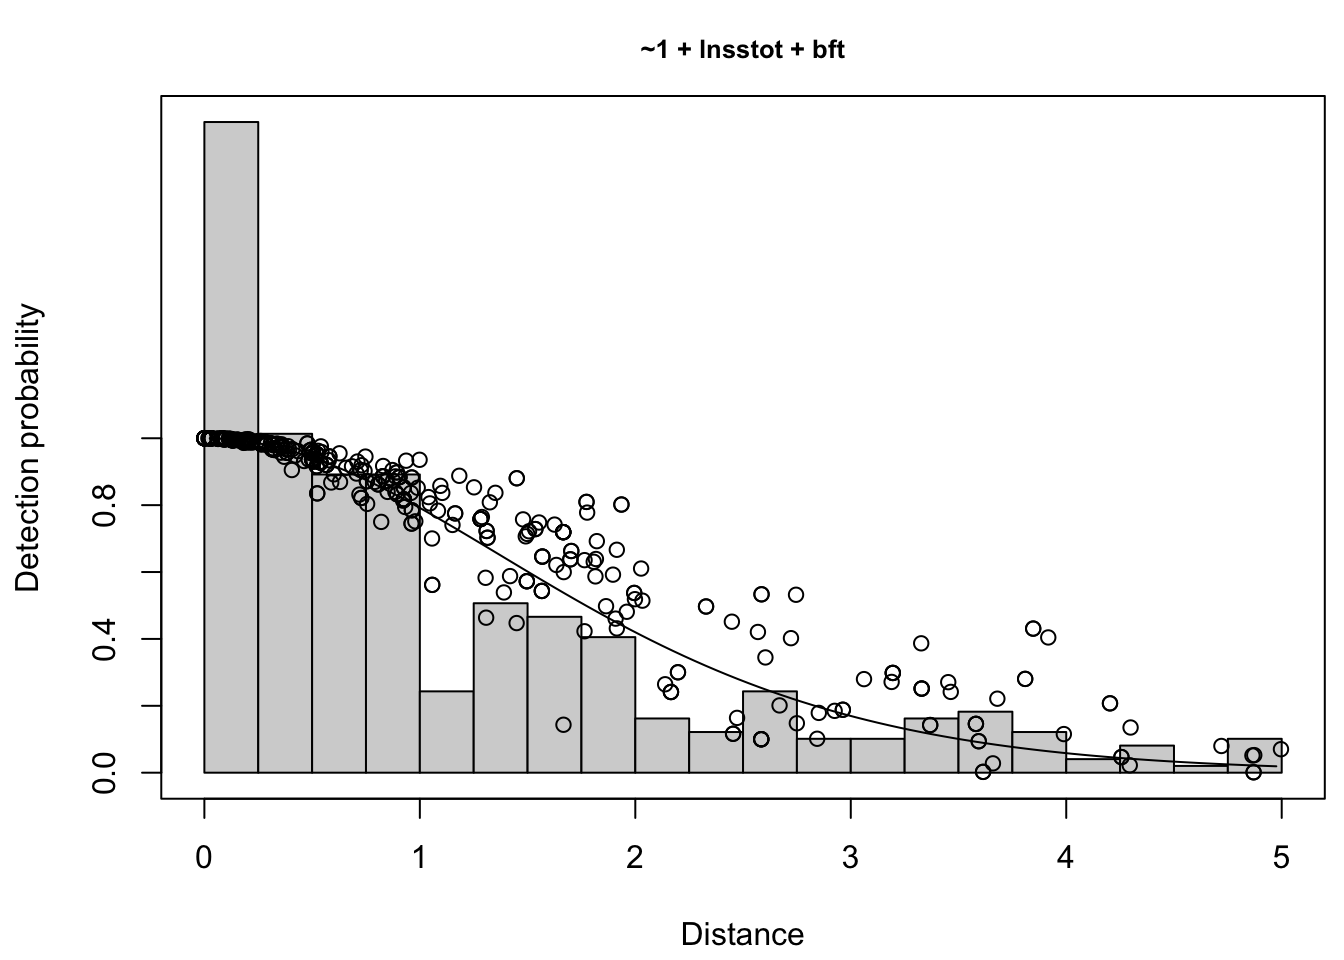 ~1 + lnsstot + bft
Detection probability
0.8
0.4
0.0
0 1 2 3 4 5
Distance